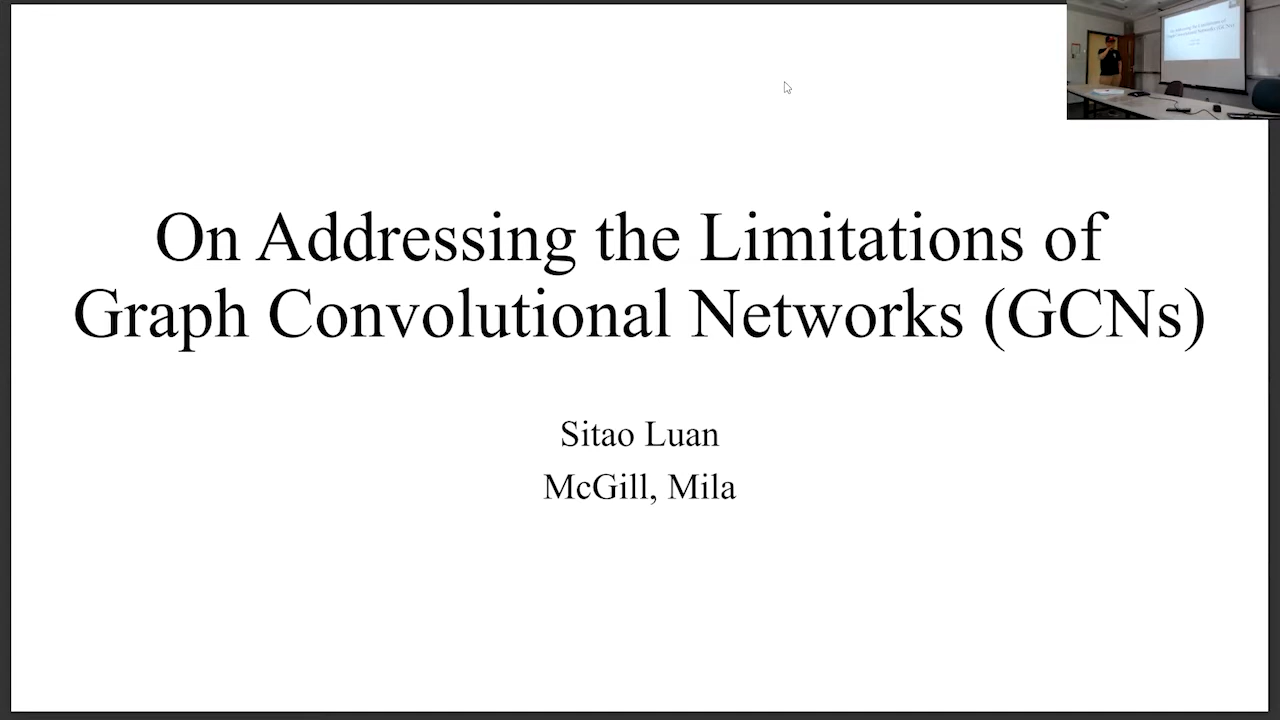 On Addressing the Limitations of
Graph Convolutional Networks (GCNs)
Sitao Luan
McGill, Mila